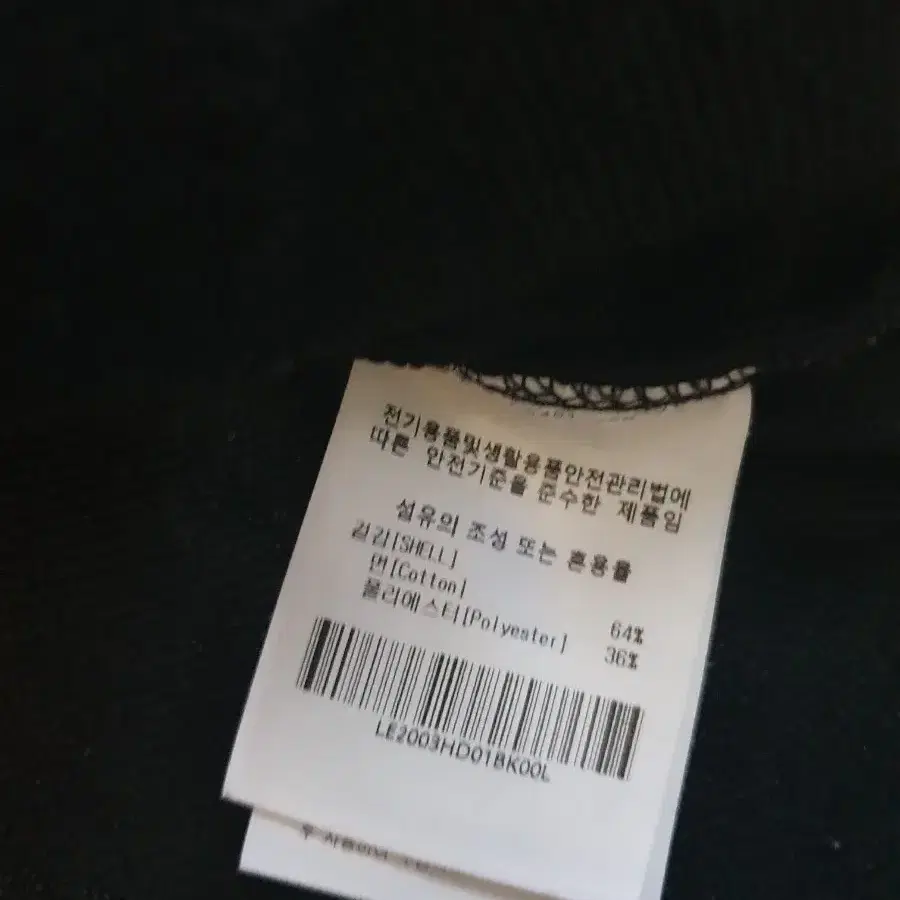 전기용품및생활용품안전관리법에
따른 안전기준을 준수한 제품임
섬유의 조성 또는 혼용률
겉감[SHELL]
면[Cotton] 64%
폴리에스터[Polyester] 36%
LE2003HD01BK00L